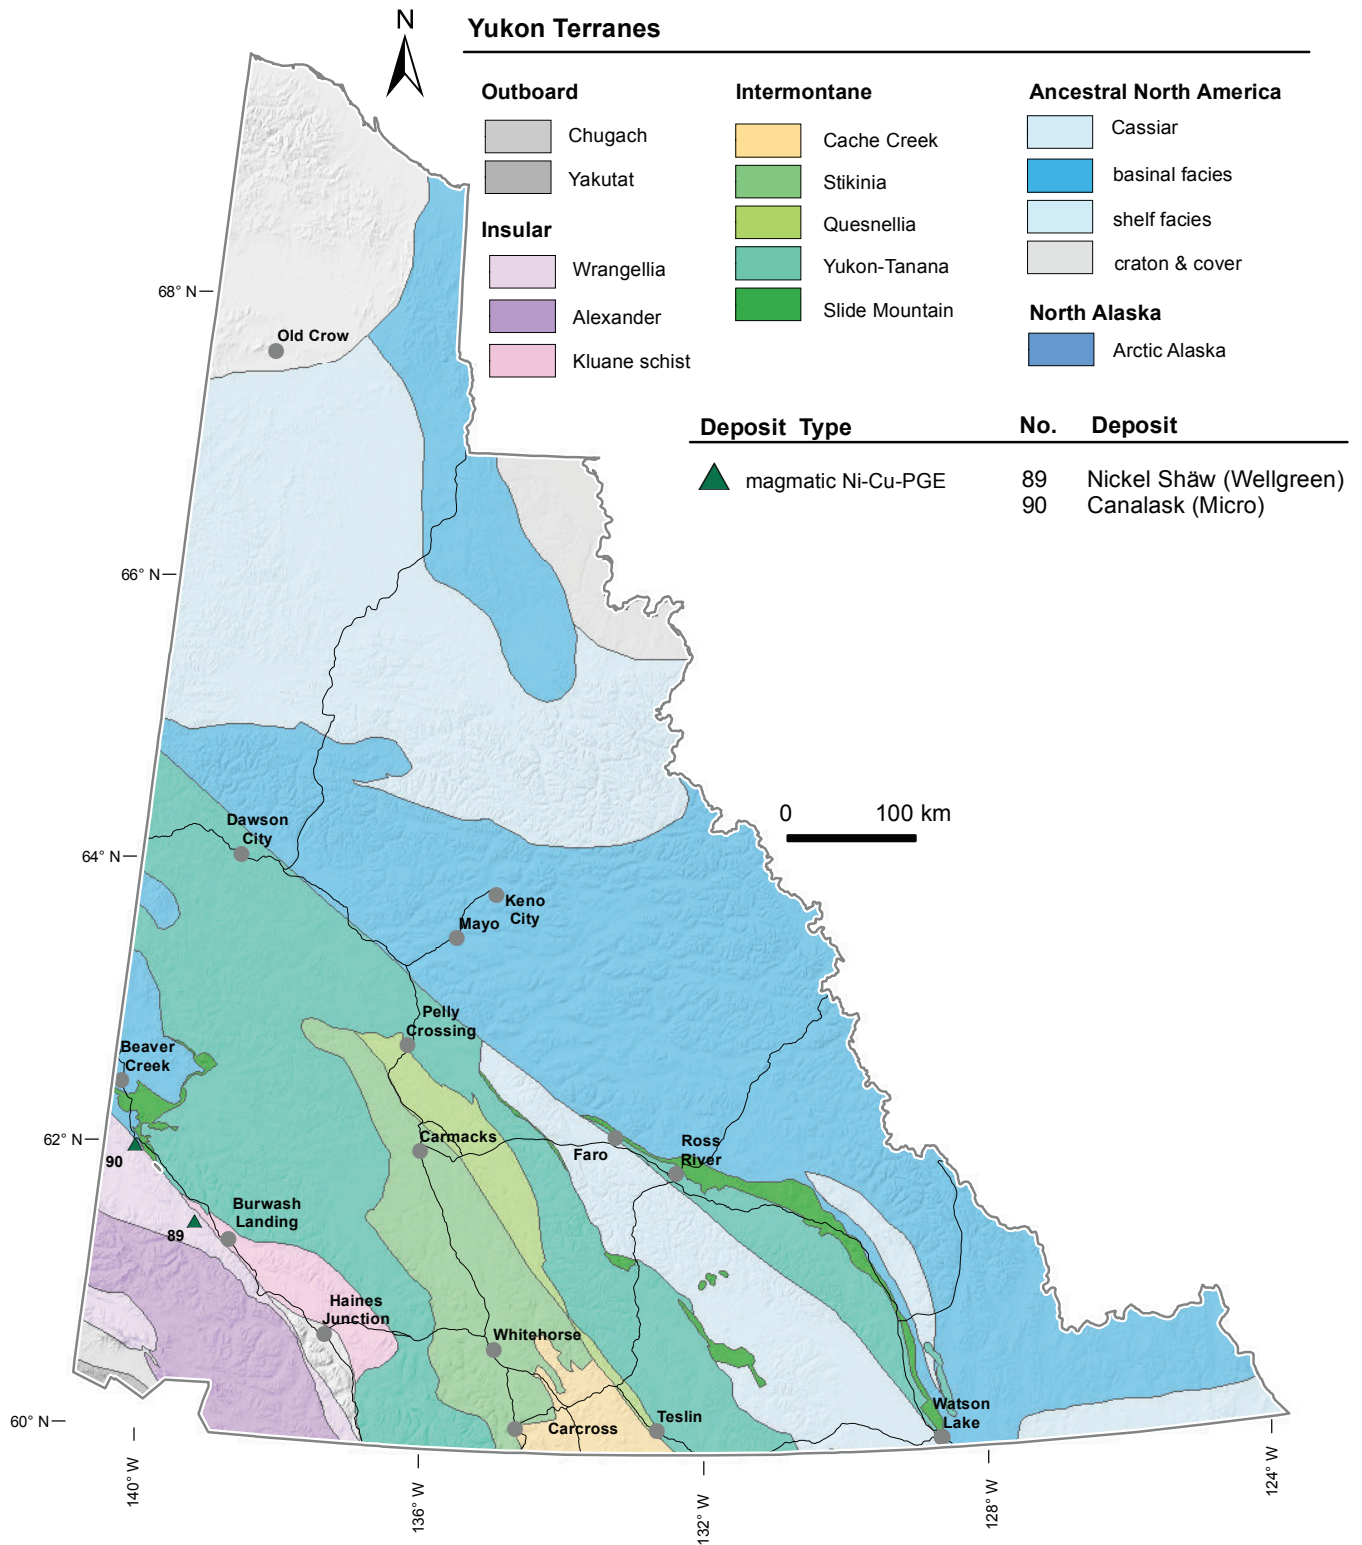 N
Yukon Terranes
Outboard
Chugach
Yakutat
Insular
Wrangellia
Alexander
Kluane schist
Intermontane
Cache Creek
Stikinia
Quesnellia
Yukon-Tanana
Slide Mountain
Ancestral North America
Cassiar
basinal facies
shelf facies
craton & cover
North Alaska
Arctic Alaska
Deposit Type No. Deposit
magmatic Ni-Cu-PGE 89 Nickel Shäw (Wellgreen)
90 Canalask (Micro)
68° N
Old Crow
66° N
0 100 km
Dawson
City
64° N
Keno
City
Mayo
Pelly
Crossing
Beaver
Creek
62° N
90
Carmacks
Faro
Ross
River
Burwash
Landing
89
Haines
Junction
Whitehorse
Watson
Lake
60° N
Carcross
Teslin
140° W
136° W
132° W
128° W
124° W